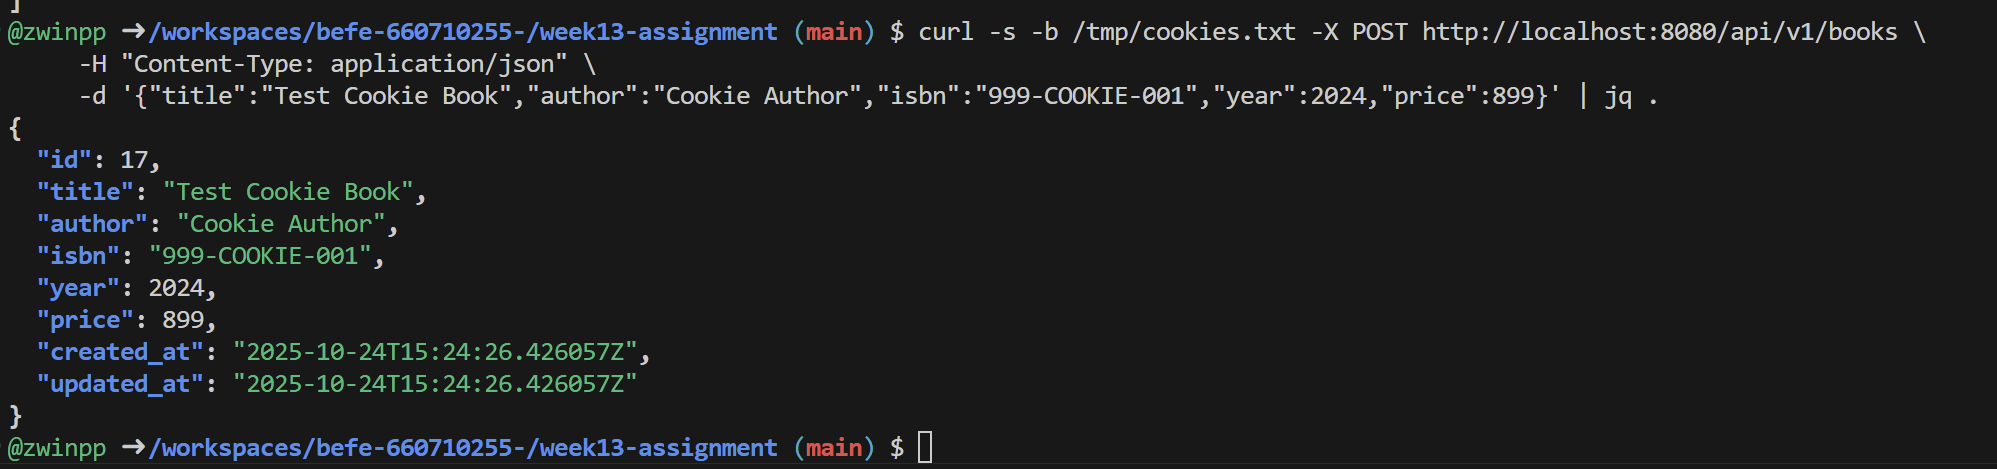 ]
@zwinpp ➜/workspaces/befe-660710255-/week13-assignment (main) $ curl -s -b /tmp/cookies.txt -X POST http://localhost:8080/api/v1/books \
     -H "Content-Type: application/json" \
     -d '{"title":"Test Cookie Book","author":"Cookie Author","isbn":"999-COOKIE-001","year":2024,"price":899}' | jq .
{
  "id": 17,
  "title": "Test Cookie Book",
  "author": "Cookie Author",
  "isbn": "999-COOKIE-001",
  "year": 2024,
  "price": 899,
  "created_at": "2025-10-24T15:24:26.426057Z",
  "updated_at": "2025-10-24T15:24:26.426057Z"
}
@zwinpp ➜/workspaces/befe-660710255-/week13-assignment (main) $